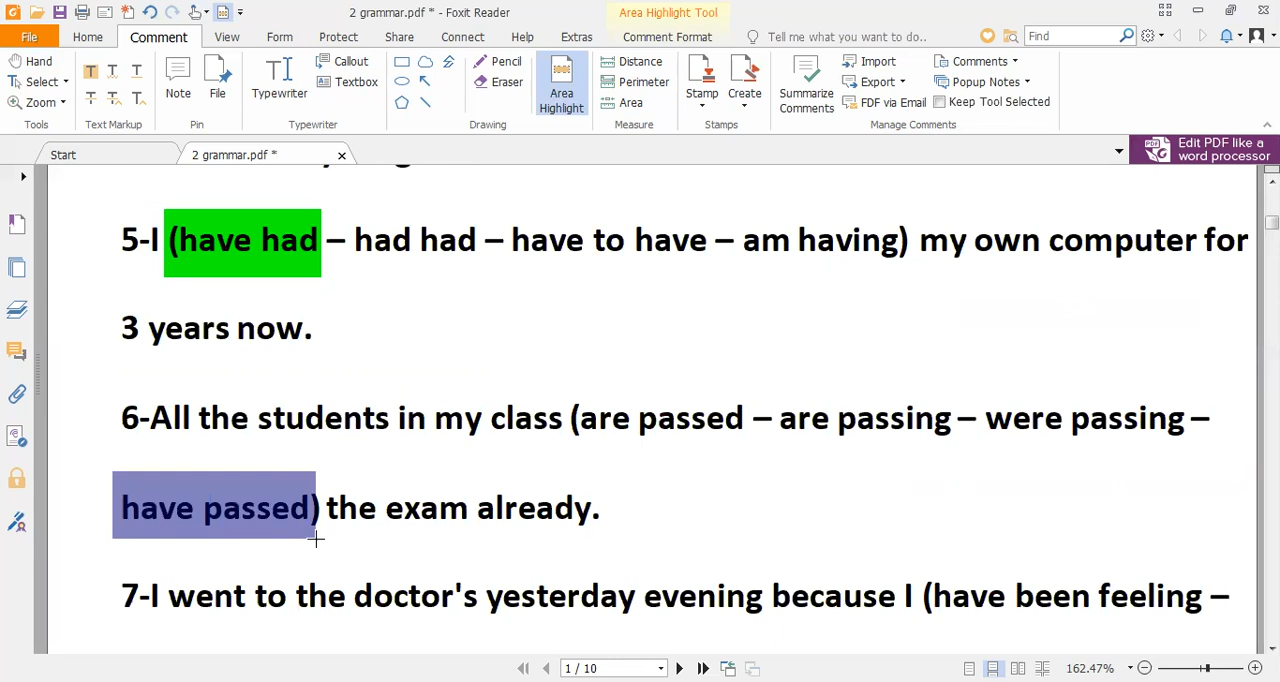 2 grammar.pdf * - Foxit Reader
Area Highlight Tool
File
Home
Comment
View
Form
Protect
Share
Connect
Help
Extras
Comment Format
Tell me what you want to do..
Find
Hand
Select
Zoom
Tools
Text Markup
Note
File
Pin
Typewriter
Callout
Textbox
Typewriter
Pencil
Eraser
Drawing
Area
Highlight
Distance
Perimeter
Area
Measure
Stamp
Create
Stamps
Summarize
Comments
Import
Export
FDF via Email
Comments
Popup Notes
Keep Tool Selected
Manage Comments
Start
2 grammar.pdf *
Edit PDF like a
word processor
5-I (have had – had had – have to have – am having) my own computer for
3 years now.
6-All the students in my class (are passed – are passing – were passing –
have passed) the exam already.
7-I went to the doctor's yesterday evening because I (have been feeling –
1 / 10
162.47%